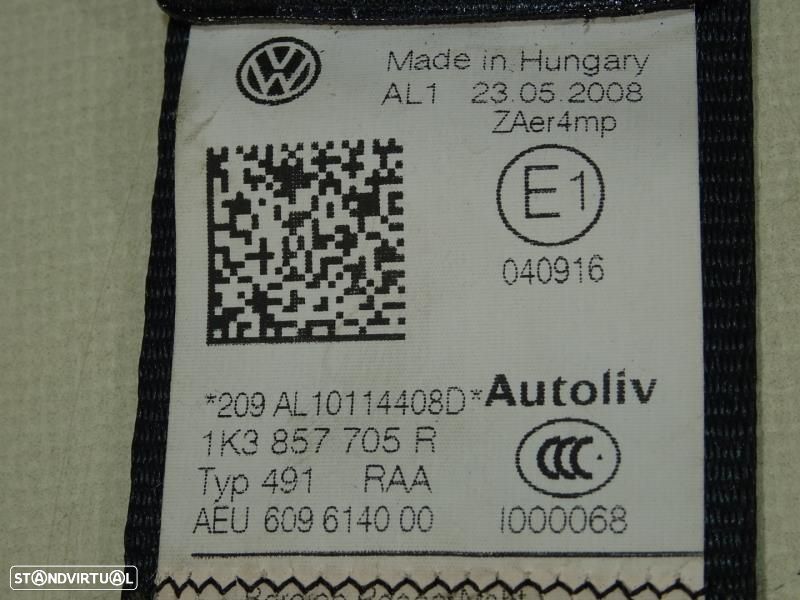 Made in Hungary
AL1 23.05.2008
ZAer4mp
E1
040916
*209 AL10114408D*
Autoliv
1K3 857 705 R
CCC
Typ 491 RAA
AEU 609 6140 00
I000068
STANDVIRTUAL